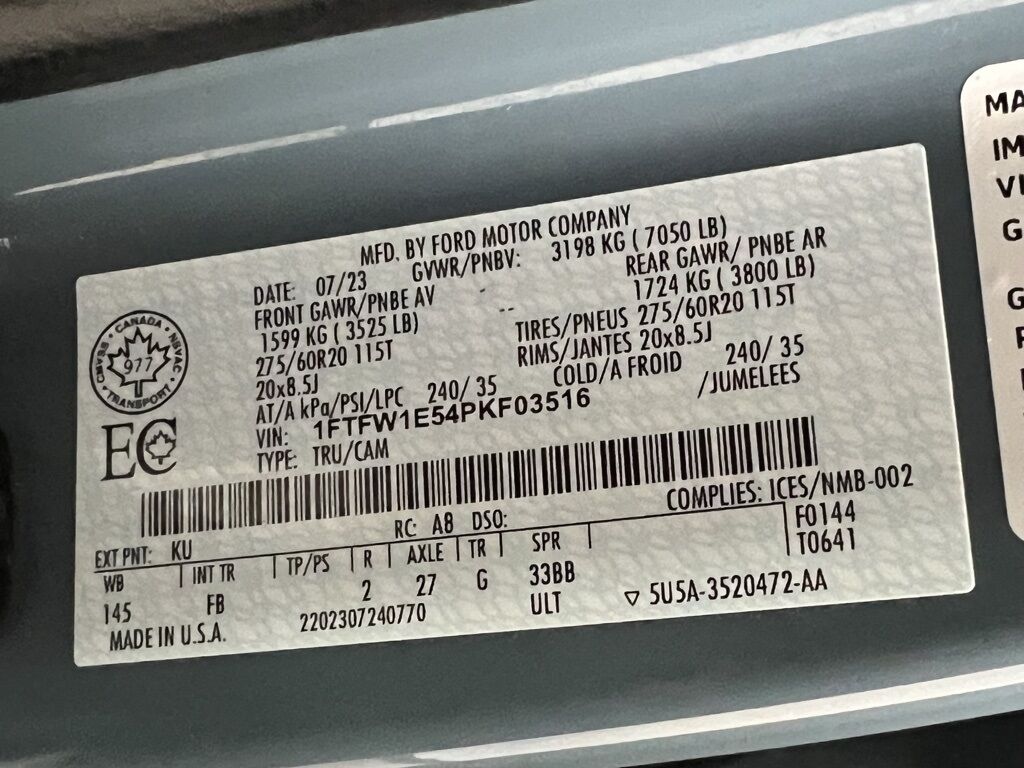 MFD. BY FORD MOTOR COMPANY
DATE: 07/23 GVWR/PNBV: 3198 KG ( 7050 LB)
FRONT GAWR/PNBE AV REAR GAWR/ PNBE AR
1599 KG ( 3525 LB) 1724 KG ( 3800 LB)
275/60R20 115T TIRES/PNEUS 275/60R20 115T
20x8.5J RIMS/JANTES 20x8.5J
AT/A kPa/PSI/LPC 240/ 35 COLD/A FROID 240/ 35
VIN: 1FTFW1E54PKF03516 /JUMELEES
TYPE: TRU/CAM
CANADA
NSVAC
TRANSPORT
977
EC
COMPLIES: ICES/NMB-002
EXT PNT: KU RC: A8 DSO: F0144
WB INT TR TP/PS R AXLE TR SPR T0641
145 FB 2 27 G 33BB
ULT
▽ 5U5A-3520472-AA
MADE IN U.S.A. 2202307240770
MA
IM
VI
G
G